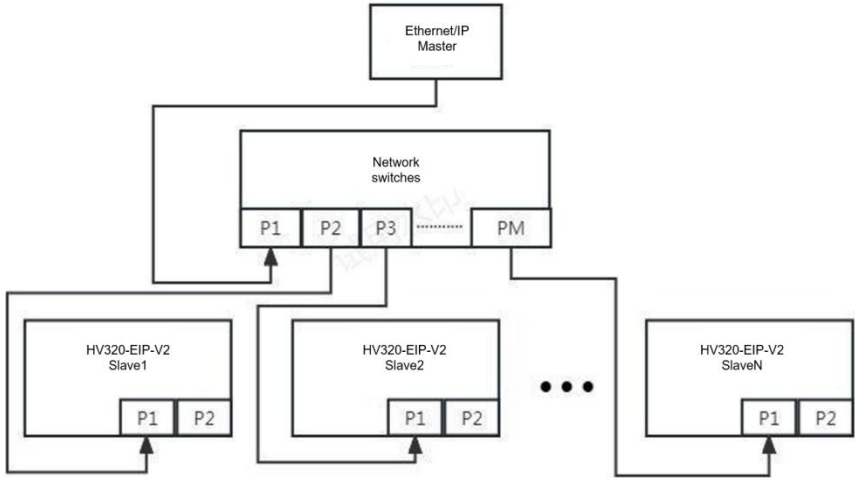 Ethernet/IP
Master
Network
switches
P1 P2 P3 ......... PM
HV320-EIP-V2
Slave1
P1 P2
HV320-EIP-V2
Slave2
P1 P2
HV320-EIP-V2
SlaveN
P1 P2